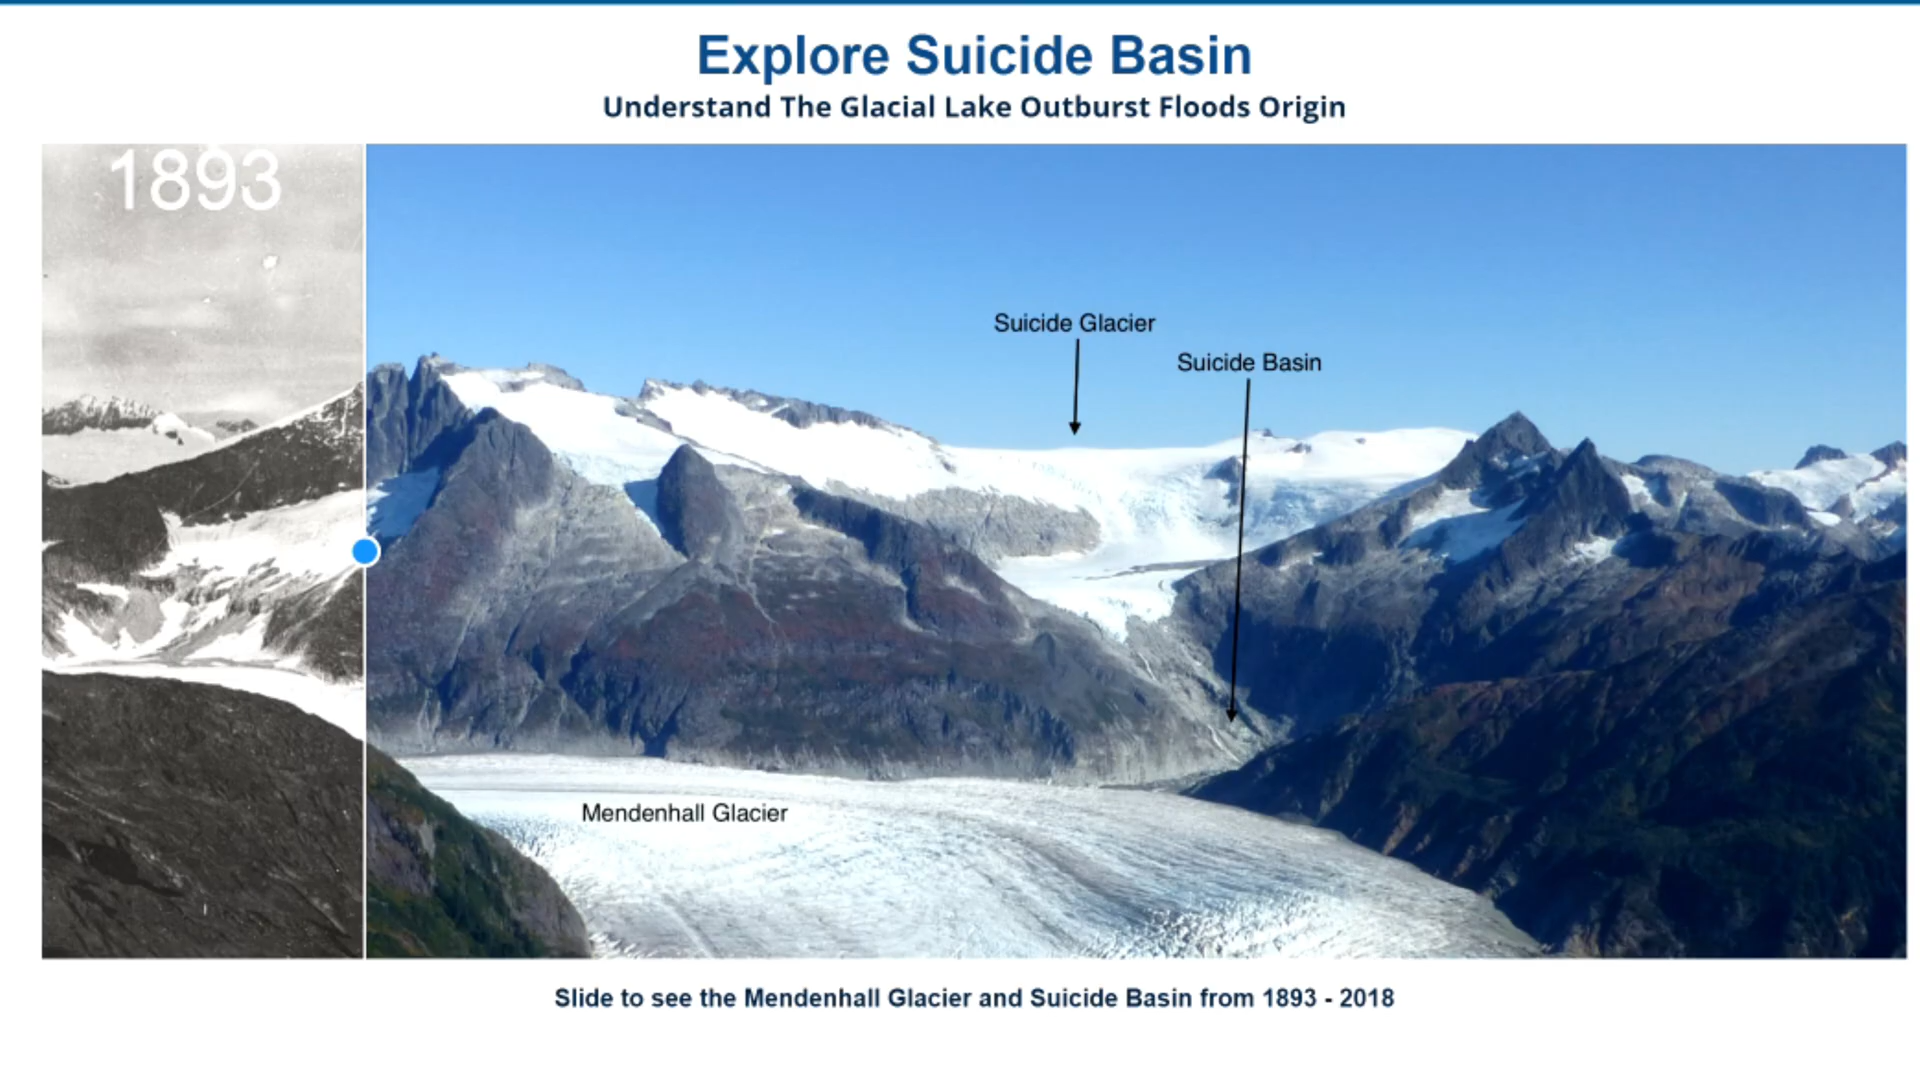 Explore Suicide Basin
Understand The Glacial Lake Outburst Floods Origin
1893
Suicide Glacier
Suicide Basin
Mendenhall Glacier
Slide to see the Mendenhall Glacier and Suicide Basin from 1893 - 2018